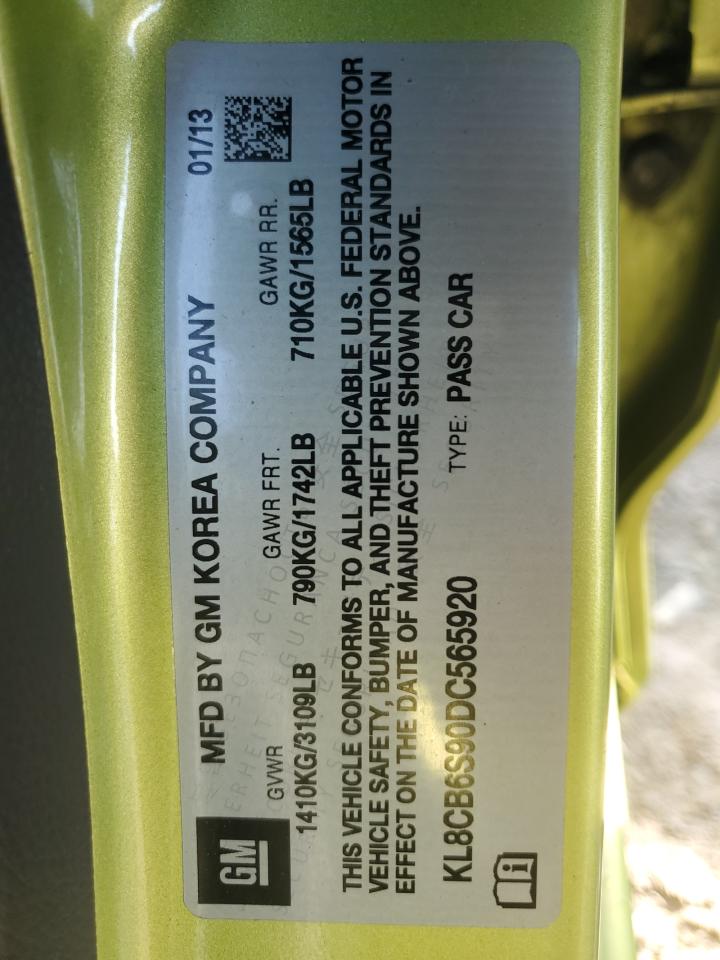 GM
MFD BY GM KOREA COMPANY 01/13
GVWR GAWR FRT. GAWR RR.
1410KG/3109LB 790KG/1742LB 710KG/1565LB
THIS VEHICLE CONFORMS TO ALL APPLICABLE U.S. FEDERAL MOTOR
VEHICLE SAFETY, BUMPER, AND THEFT PREVENTION STANDARDS IN
EFFECT ON THE DATE OF MANUFACTURE SHOWN ABOVE.
KL8CB6S90DC565920 TYPE: PASS CAR